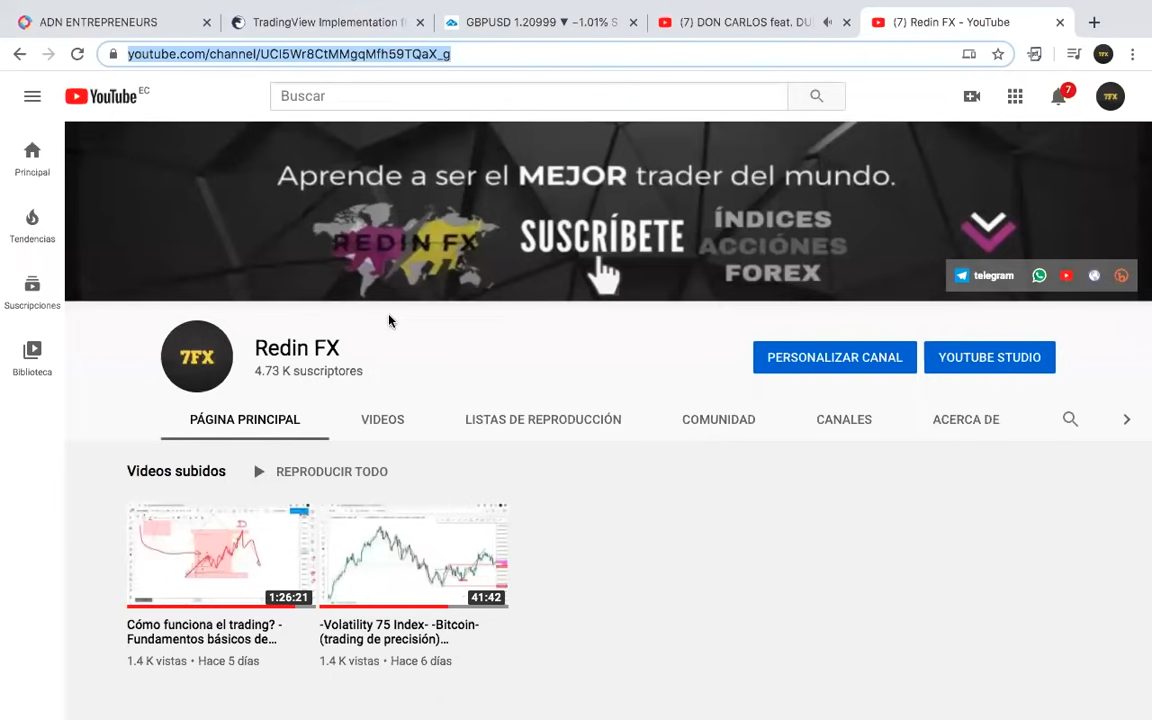 ADN ENTREPRENEURS
TradingView Implementation
GBPUSD 1.20999 ▼ −1.01% S
(7) DON CARLOS feat. DU
(7) Redin FX - YouTube
youtube.com/channel/UCI5Wr8CtMMgqMfh59TQaX_g
YouTube EC
Buscar
7
7FX
Principal
Tendencias
Suscripciones
Biblioteca
Aprende a ser el MEJOR trader del mundo.
REDIN FX
SUSCRÍBETE
ÍNDICES
ACCIÓNES
FOREX
telegram
7FX
Redin FX
4.73 K suscriptores
PERSONALIZAR CANAL
YOUTUBE STUDIO
PÁGINA PRINCIPAL
VIDEOS
LISTAS DE REPRODUCCIÓN
COMUNIDAD
CANALES
ACERCA DE
Videos subidos
REPRODUCIR TODO
1:26:21
41:42
Cómo funciona el trading? -
Fundamentos básicos de...
1.4 K vistas • Hace 5 días
-Volatility 75 Index- -Bitcoin-
(trading de precisión)...
1.4 K vistas • Hace 6 días